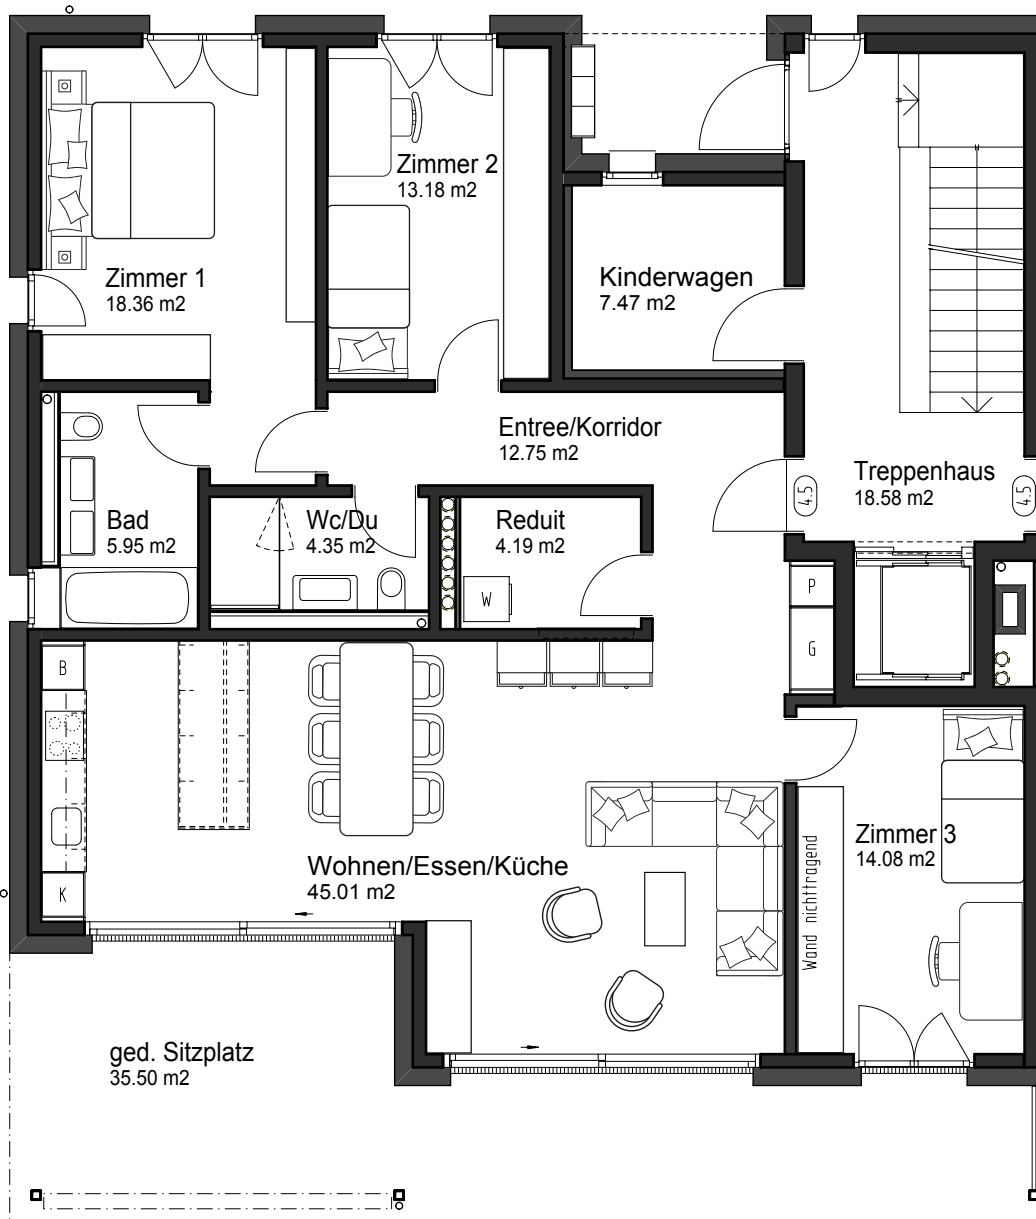 Zimmer 2
13.18 m2
Zimmer 1
18.36 m2
Kinderwagen
7.47 m2
Entree/Korridor
12.75 m2
Treppenhaus
18.58 m2
4.5
4.5
Bad
5.95 m2
Wc/Du
4.35 m2
Reduit
4.19 m2
W
P
G
B
K
Wohnen/Essen/Küche
45.01 m2
Zimmer 3
14.08 m2
Wand nichttragend
ged. Sitzplatz
35.50 m2